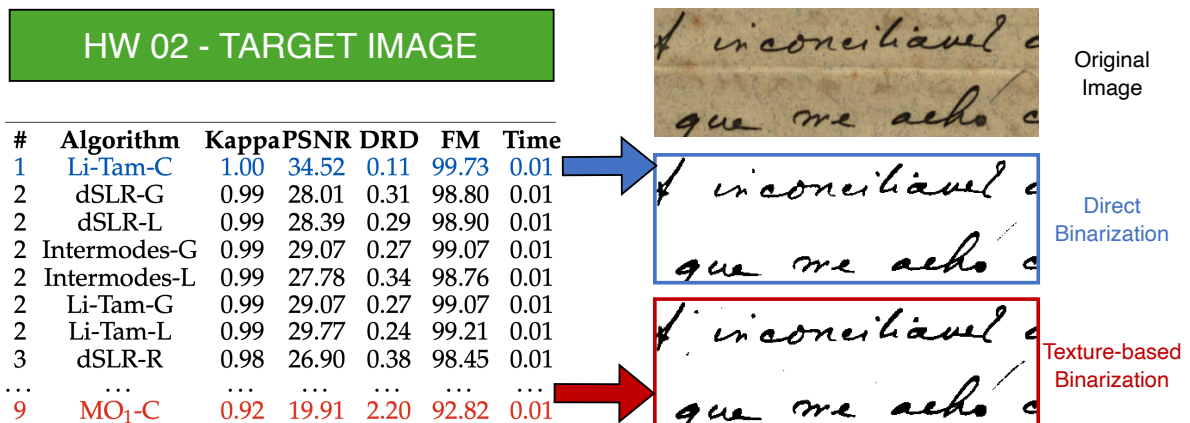 HW 02 - TARGET IMAGE
# Algorithm Kappa PSNR DRD FM Time
1 Li-Tam-C 1.00 34.52 0.11 99.73 0.01
2 dSLR-G 0.99 28.01 0.31 98.80 0.01
2 dSLR-L 0.99 28.39 0.29 98.90 0.01
2 Intermodes-G 0.99 29.07 0.27 99.07 0.01
2 Intermodes-L 0.99 27.78 0.34 98.76 0.01
2 Li-Tam-G 0.99 29.07 0.27 99.07 0.01
2 Li-Tam-L 0.99 29.77 0.24 99.21 0.01
3 dSLR-R 0.98 26.90 0.38 98.45 0.01
... ... ... ... ... ... ...
9 MO₁-C 0.92 19.91 2.20 92.82 0.01
inconciliavel
que me acho
Original
Image
inconciliavel
que me acho
Direct
Binarization
inconciliavel
que me acho
Texture-based
Binarization